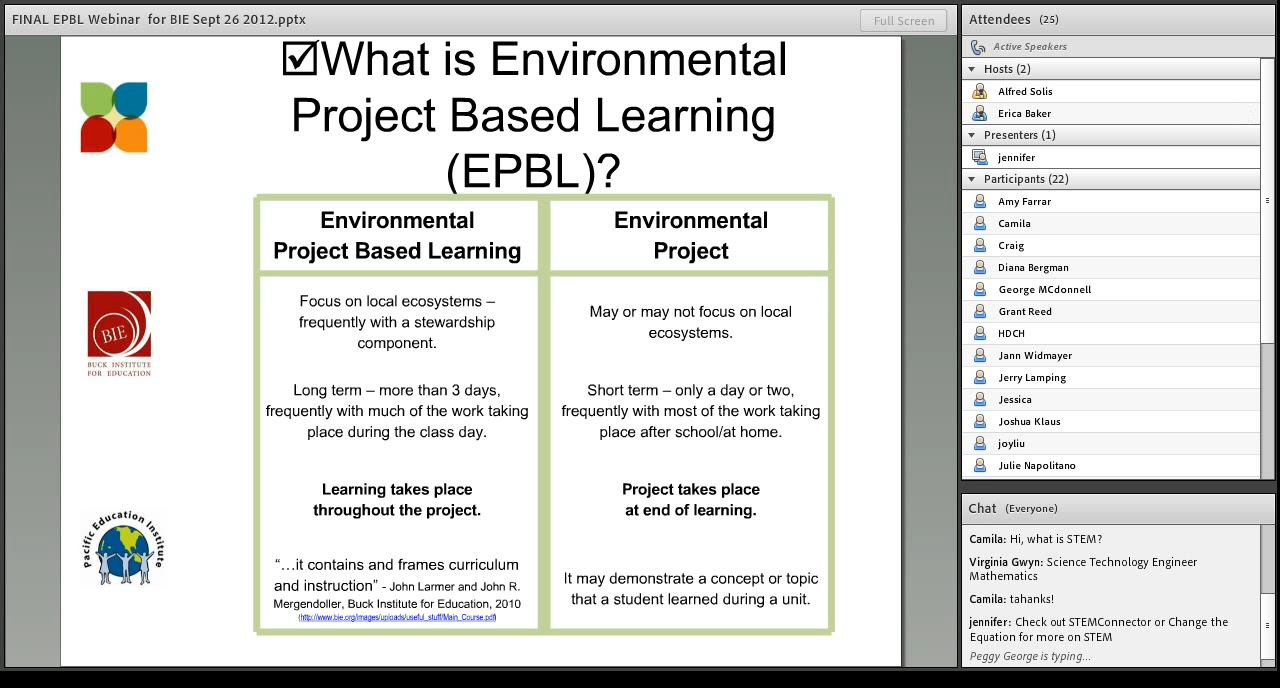 FINAL EPBL Webinar for BIE Sept 26 2012.pptx
Full Screen
☑What is Environmental
Project Based Learning
(EPBL)?
BIE
BUCK INSTITUTE
FOR EDUCATION
Pacific Education Institute
Environmental
Project Based Learning
Environmental
Project
Focus on local ecosystems –
frequently with a stewardship
component.
May or may not focus on local
ecosystems.
Long term – more than 3 days,
frequently with much of the work taking
place during the class day.
Short term – only a day or two,
frequently with most of the work taking
place after school/at home.
Learning takes place
throughout the project.
Project takes place
at end of learning.
“…it contains and frames curriculum
and instruction” - John Larmer and John R.
Mergendoller, Buck Institute for Education, 2010
(http://www.bie.org/images/uploads/useful_stuff/Main_Course.pdf)
It may demonstrate a concept or topic
that a student learned during a unit.
Attendees (25)
Active Speakers
Hosts (2)
Alfred Solis
Erica Baker
Presenters (1)
jennifer
Participants (22)
Amy Farrar
Camila
Craig
Diana Bergman
George MCdonnell
Grant Reed
HDCH
Jann Widmayer
Jerry Lamping
Jessica
Joshua Klaus
joyliu
Julie Napolitano
Chat (Everyone)
Camila: Hi, what is STEM?
Virginia Gwyn: Science Technology Engineer
Mathematics
Camila: tahanks!
jennifer: Check out STEMConnector or Change the
Equation for more on STEM
Peggy George is typing...